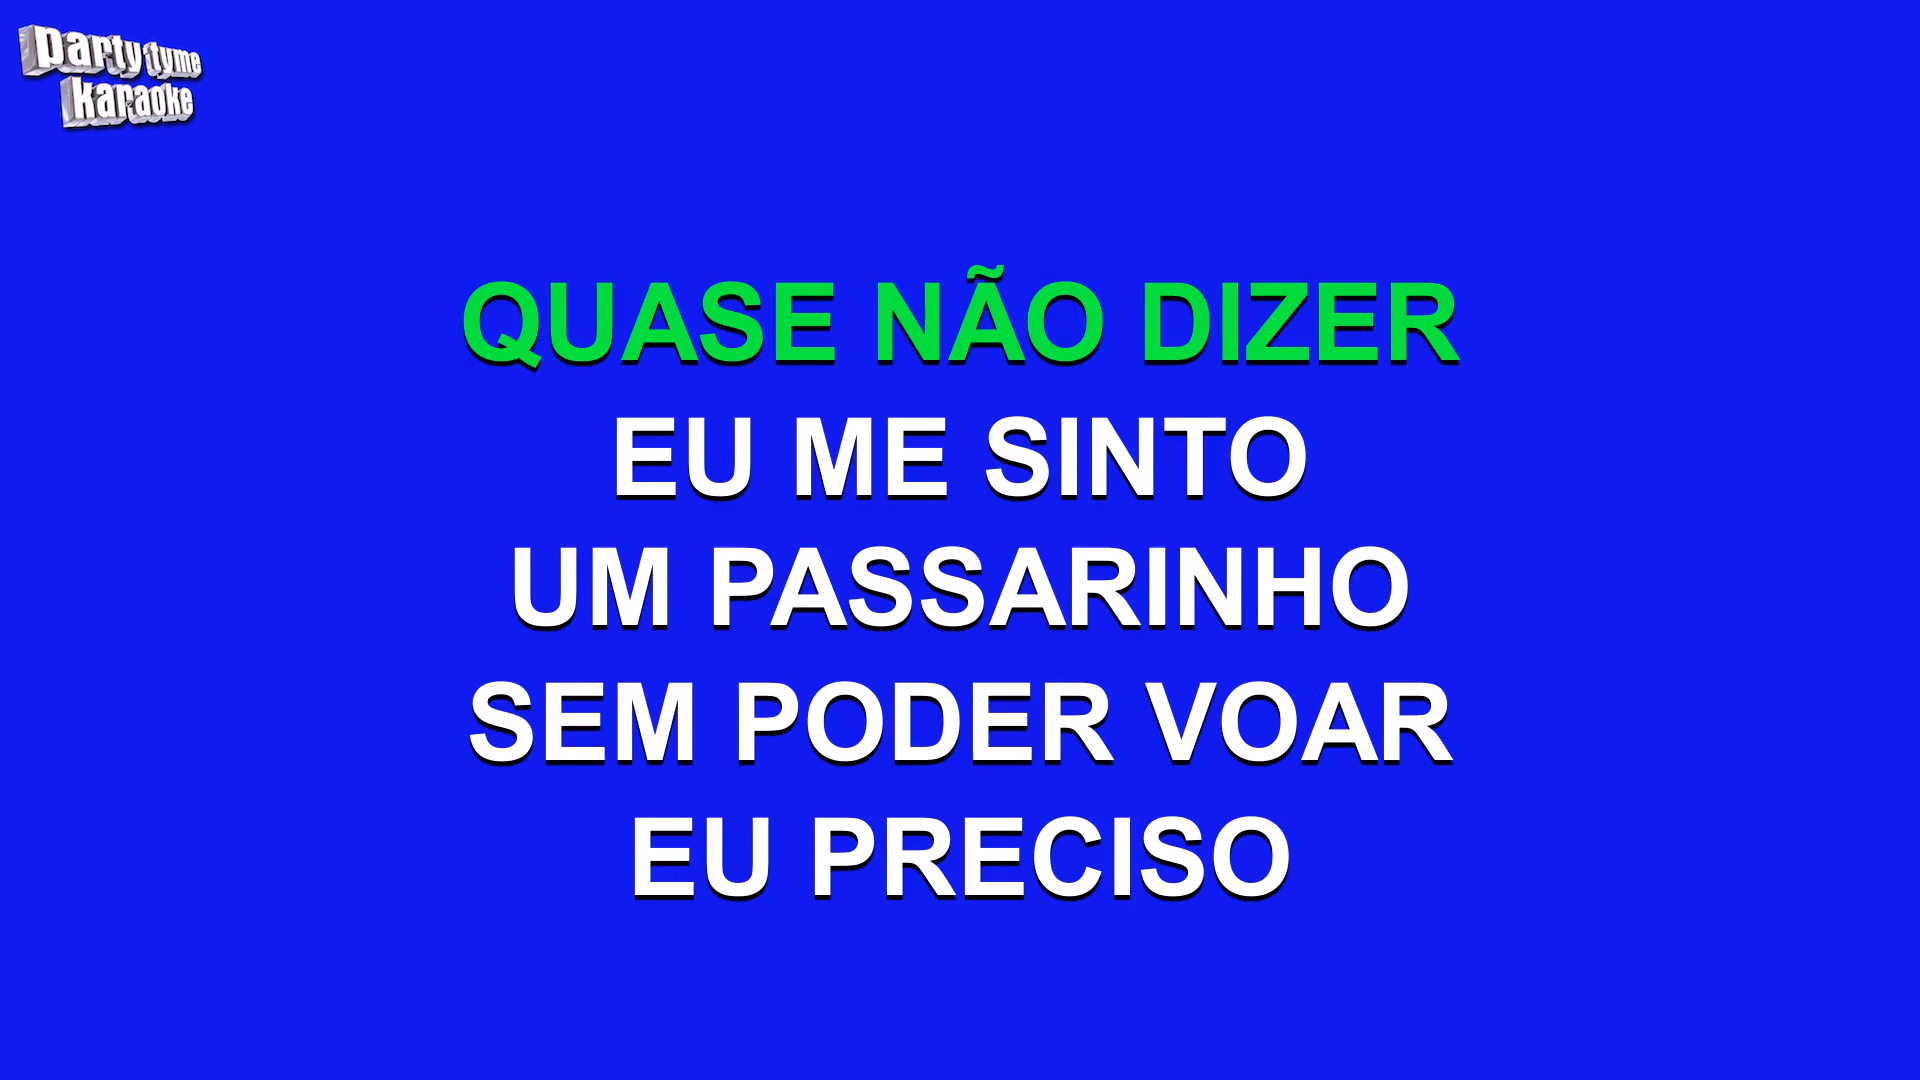 party tyme
karaoke
QUASE NÃO DIZER
EU ME SINTO
UM PASSARINHO
SEM PODER VOAR
EU PRECISO